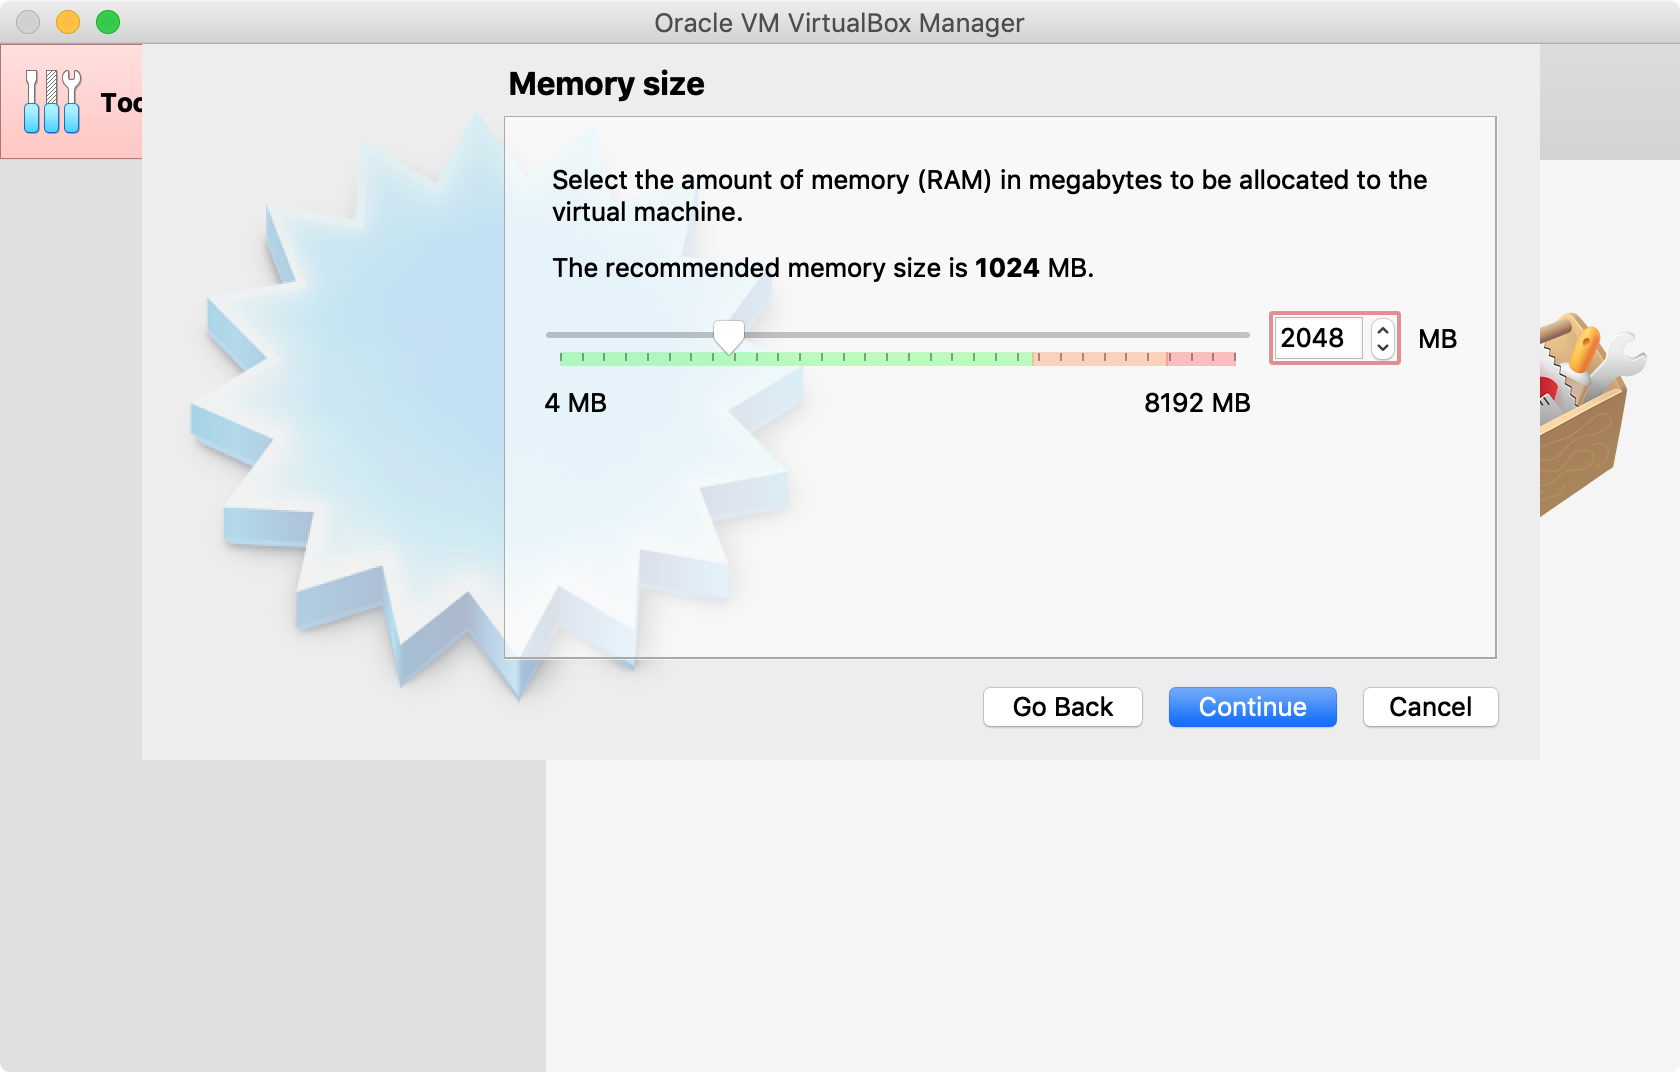 Oracle VM VirtualBox Manager
Too
Memory size
Select the amount of memory (RAM) in megabytes to be allocated to the
virtual machine.
The recommended memory size is 1024 MB.
2048 MB
4 MB 8192 MB
Go Back Continue Cancel